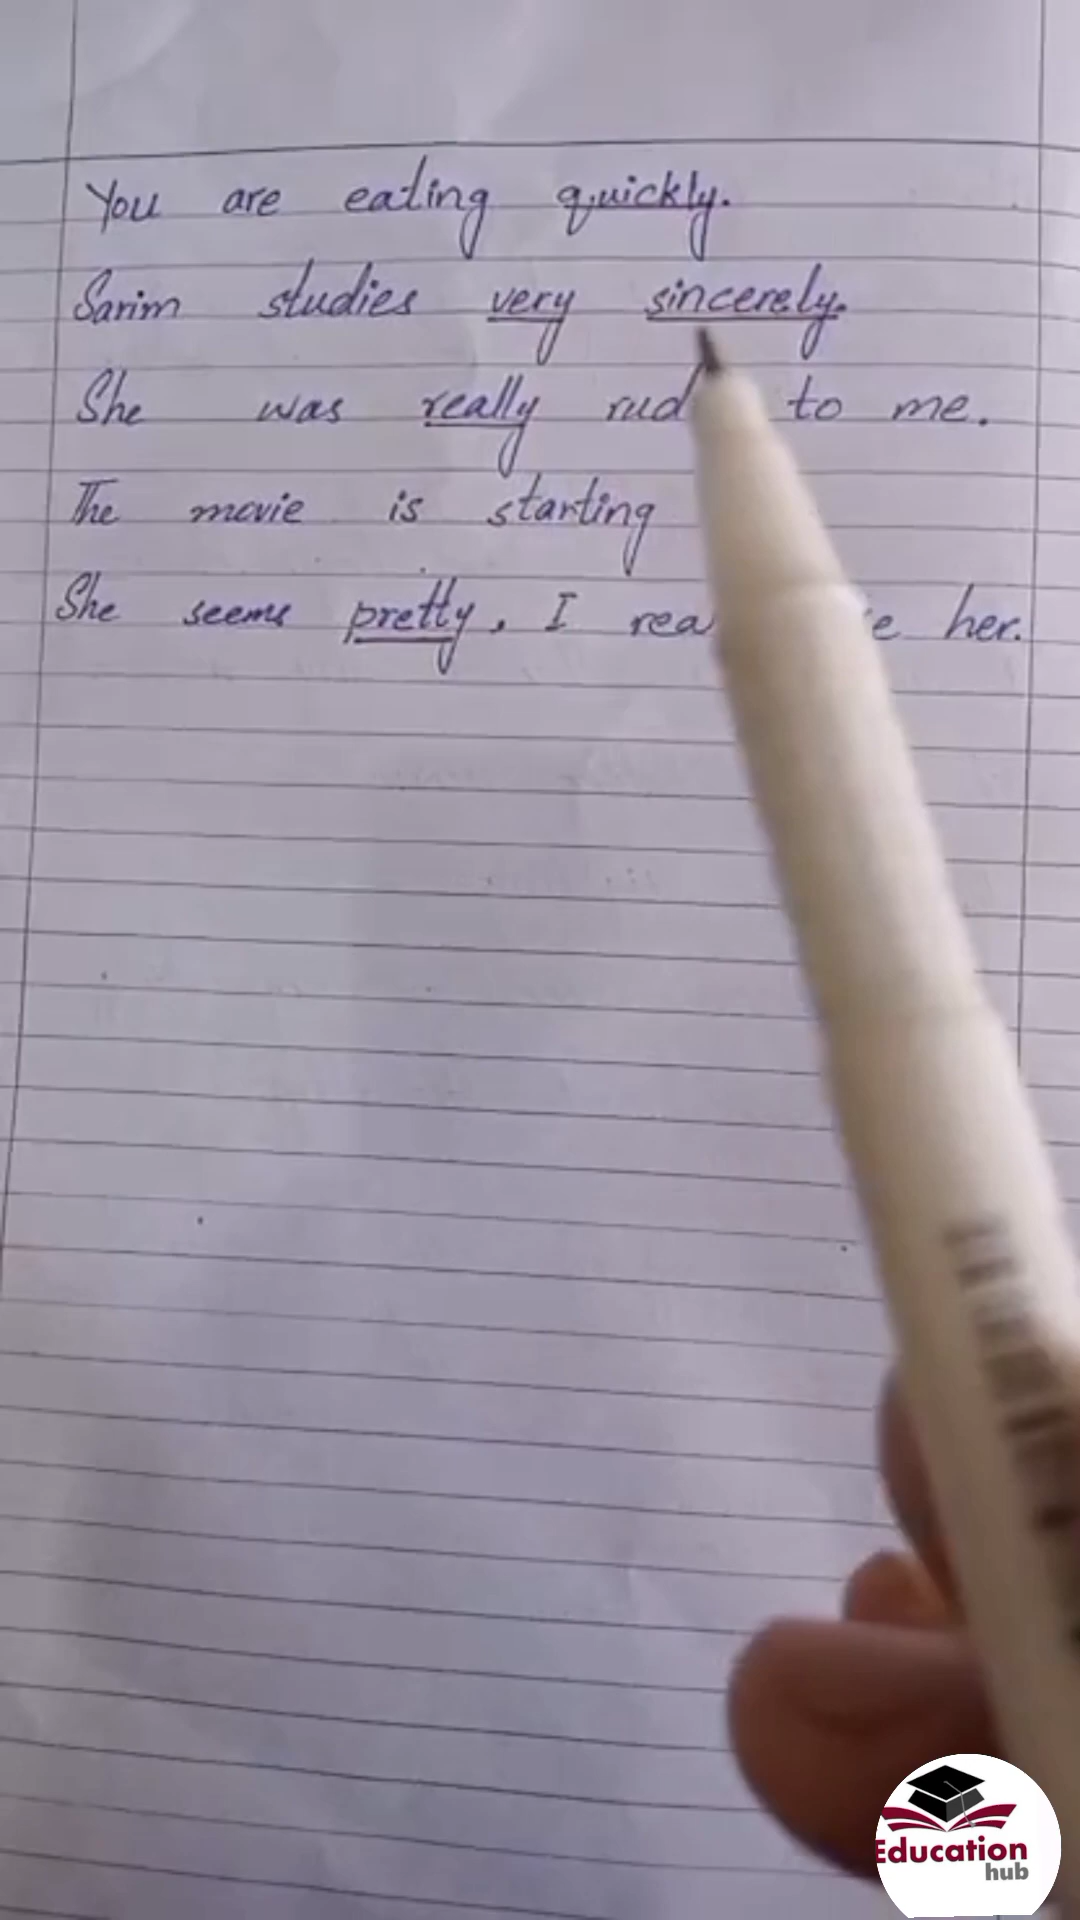 You are eating quickly.
Sarim studies very sincerely.
She was really to me.
The movie is starting
She seems pretty, I her.
Education
hub